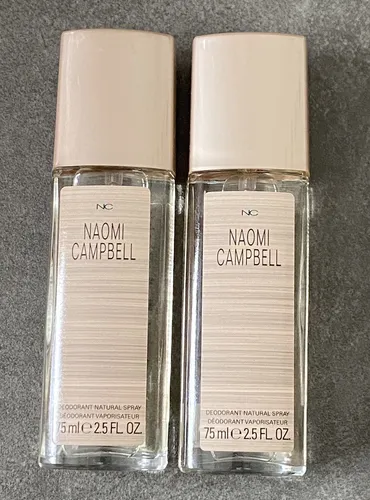 NC
NAOMI
CAMPBELL
DEODORANT NATURAL SPRAY
DÉODORANT VAPORISATEUR
75 ml ℮ 2.5 FL. OZ.
NC
NAOMI
CAMPBELL
DEODORANT NATURAL SPRAY
DÉODORANT VAPORISATEUR
75 ml ℮ 2.5 FL. OZ.